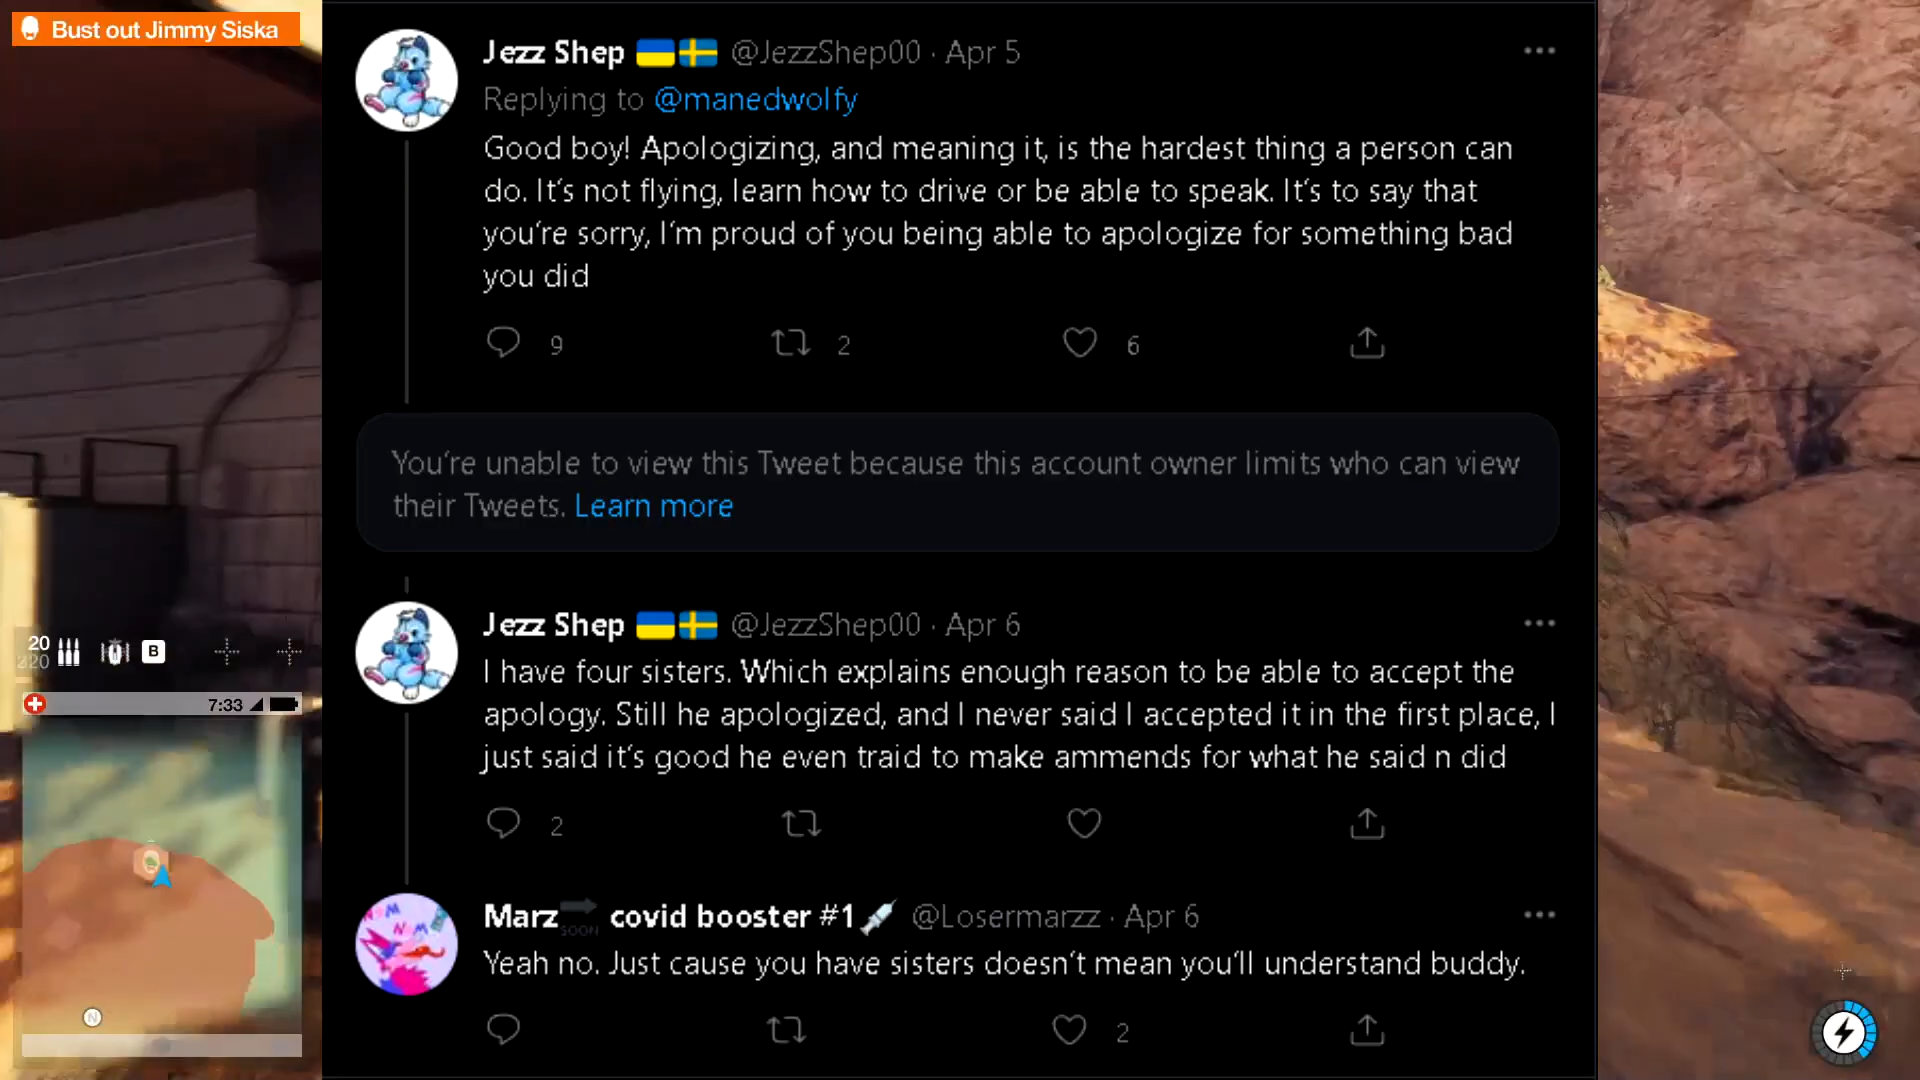 Bust out Jimmy Siska
Jezz Shep @JezzShep00 · Apr 5
Replying to @manedwolfy
Good boy! Apologizing, and meaning it, is the hardest thing a person can
do. It's not flying, learn how to drive or be able to speak. It's to say that
you're sorry, I'm proud of you being able to apologize for something bad
you did
9 2 6
You're unable to view this Tweet because this account owner limits who can view
their Tweets. Learn more
Jezz Shep @JezzShep00 · Apr 6
I have four sisters. Which explains enough reason to be able to accept the
apology. Still he apologized, and I never said I accepted it in the first place, I
just said it's good he even traid to make ammends for what he said n did
2
Marz SOON covid booster #1 @Losermarzz · Apr 6
Yeah no. Just cause you have sisters doesn't mean you'll understand buddy.
2
20
B
7:33
N